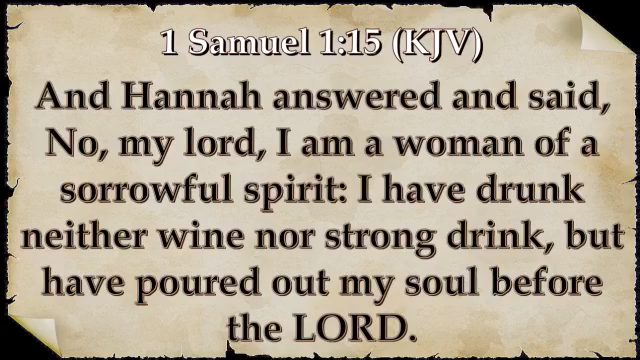 1 Samuel 1:15 (KJV)
And Hannah answered and said,
No, my lord, I am a woman of a
sorrowful spirit: I have drunk
neither wine nor strong drink, but
have poured out my soul before
the LORD.